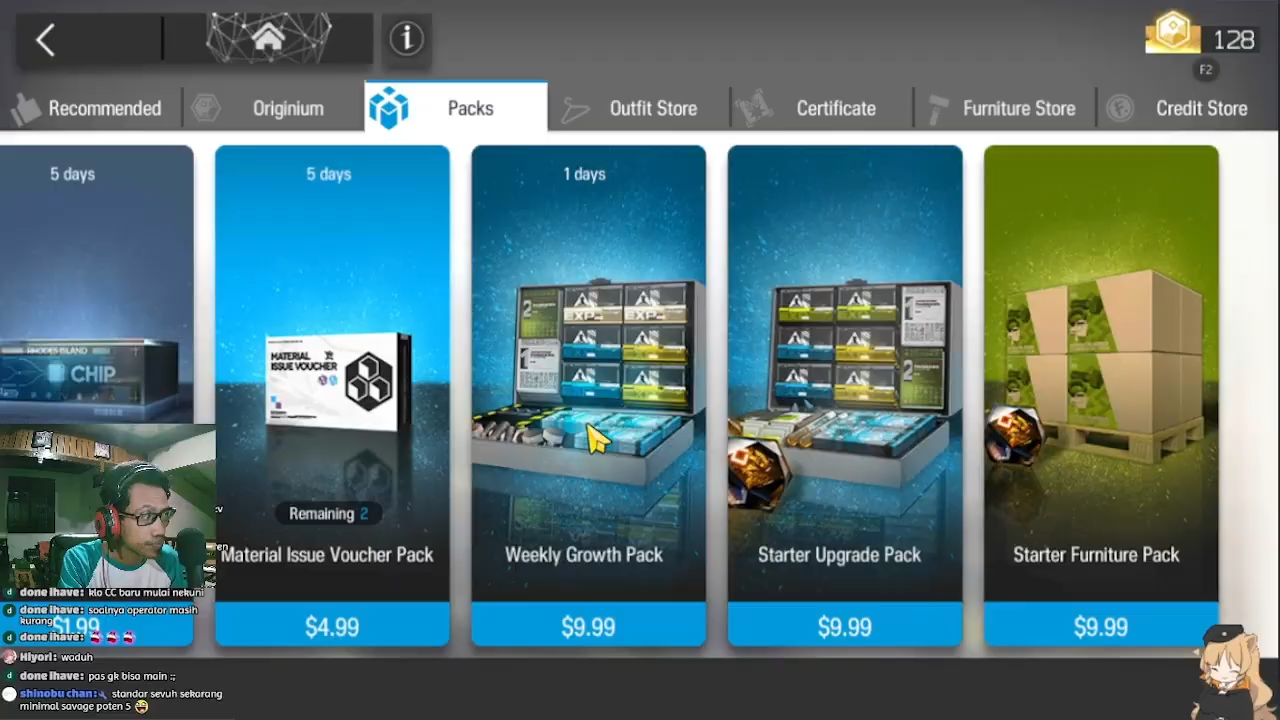 128
F2
Recommended
Originium
Packs
Outfit Store
Certificate
Furniture Store
Credit Store
5 days
5 days
1 days
RHODES ISLAND
CHIP
MATERIAL
ISSUE VOUCHER
EXP
EXP
Remaining 2
Material Issue Voucher Pack
Weekly Growth Pack
Starter Upgrade Pack
Starter Furniture Pack
$1.99
$4.99
$9.99
$9.99
$9.99
done ihave: klo CC baru mulai nekuni
done ihave: soalnya operator masih
kurang
done ihave:
Hiyori: waduh
done ihave: pas gk bisa main :;
shinobu chan: standar sevuh sekarang
minimal savage poten 5